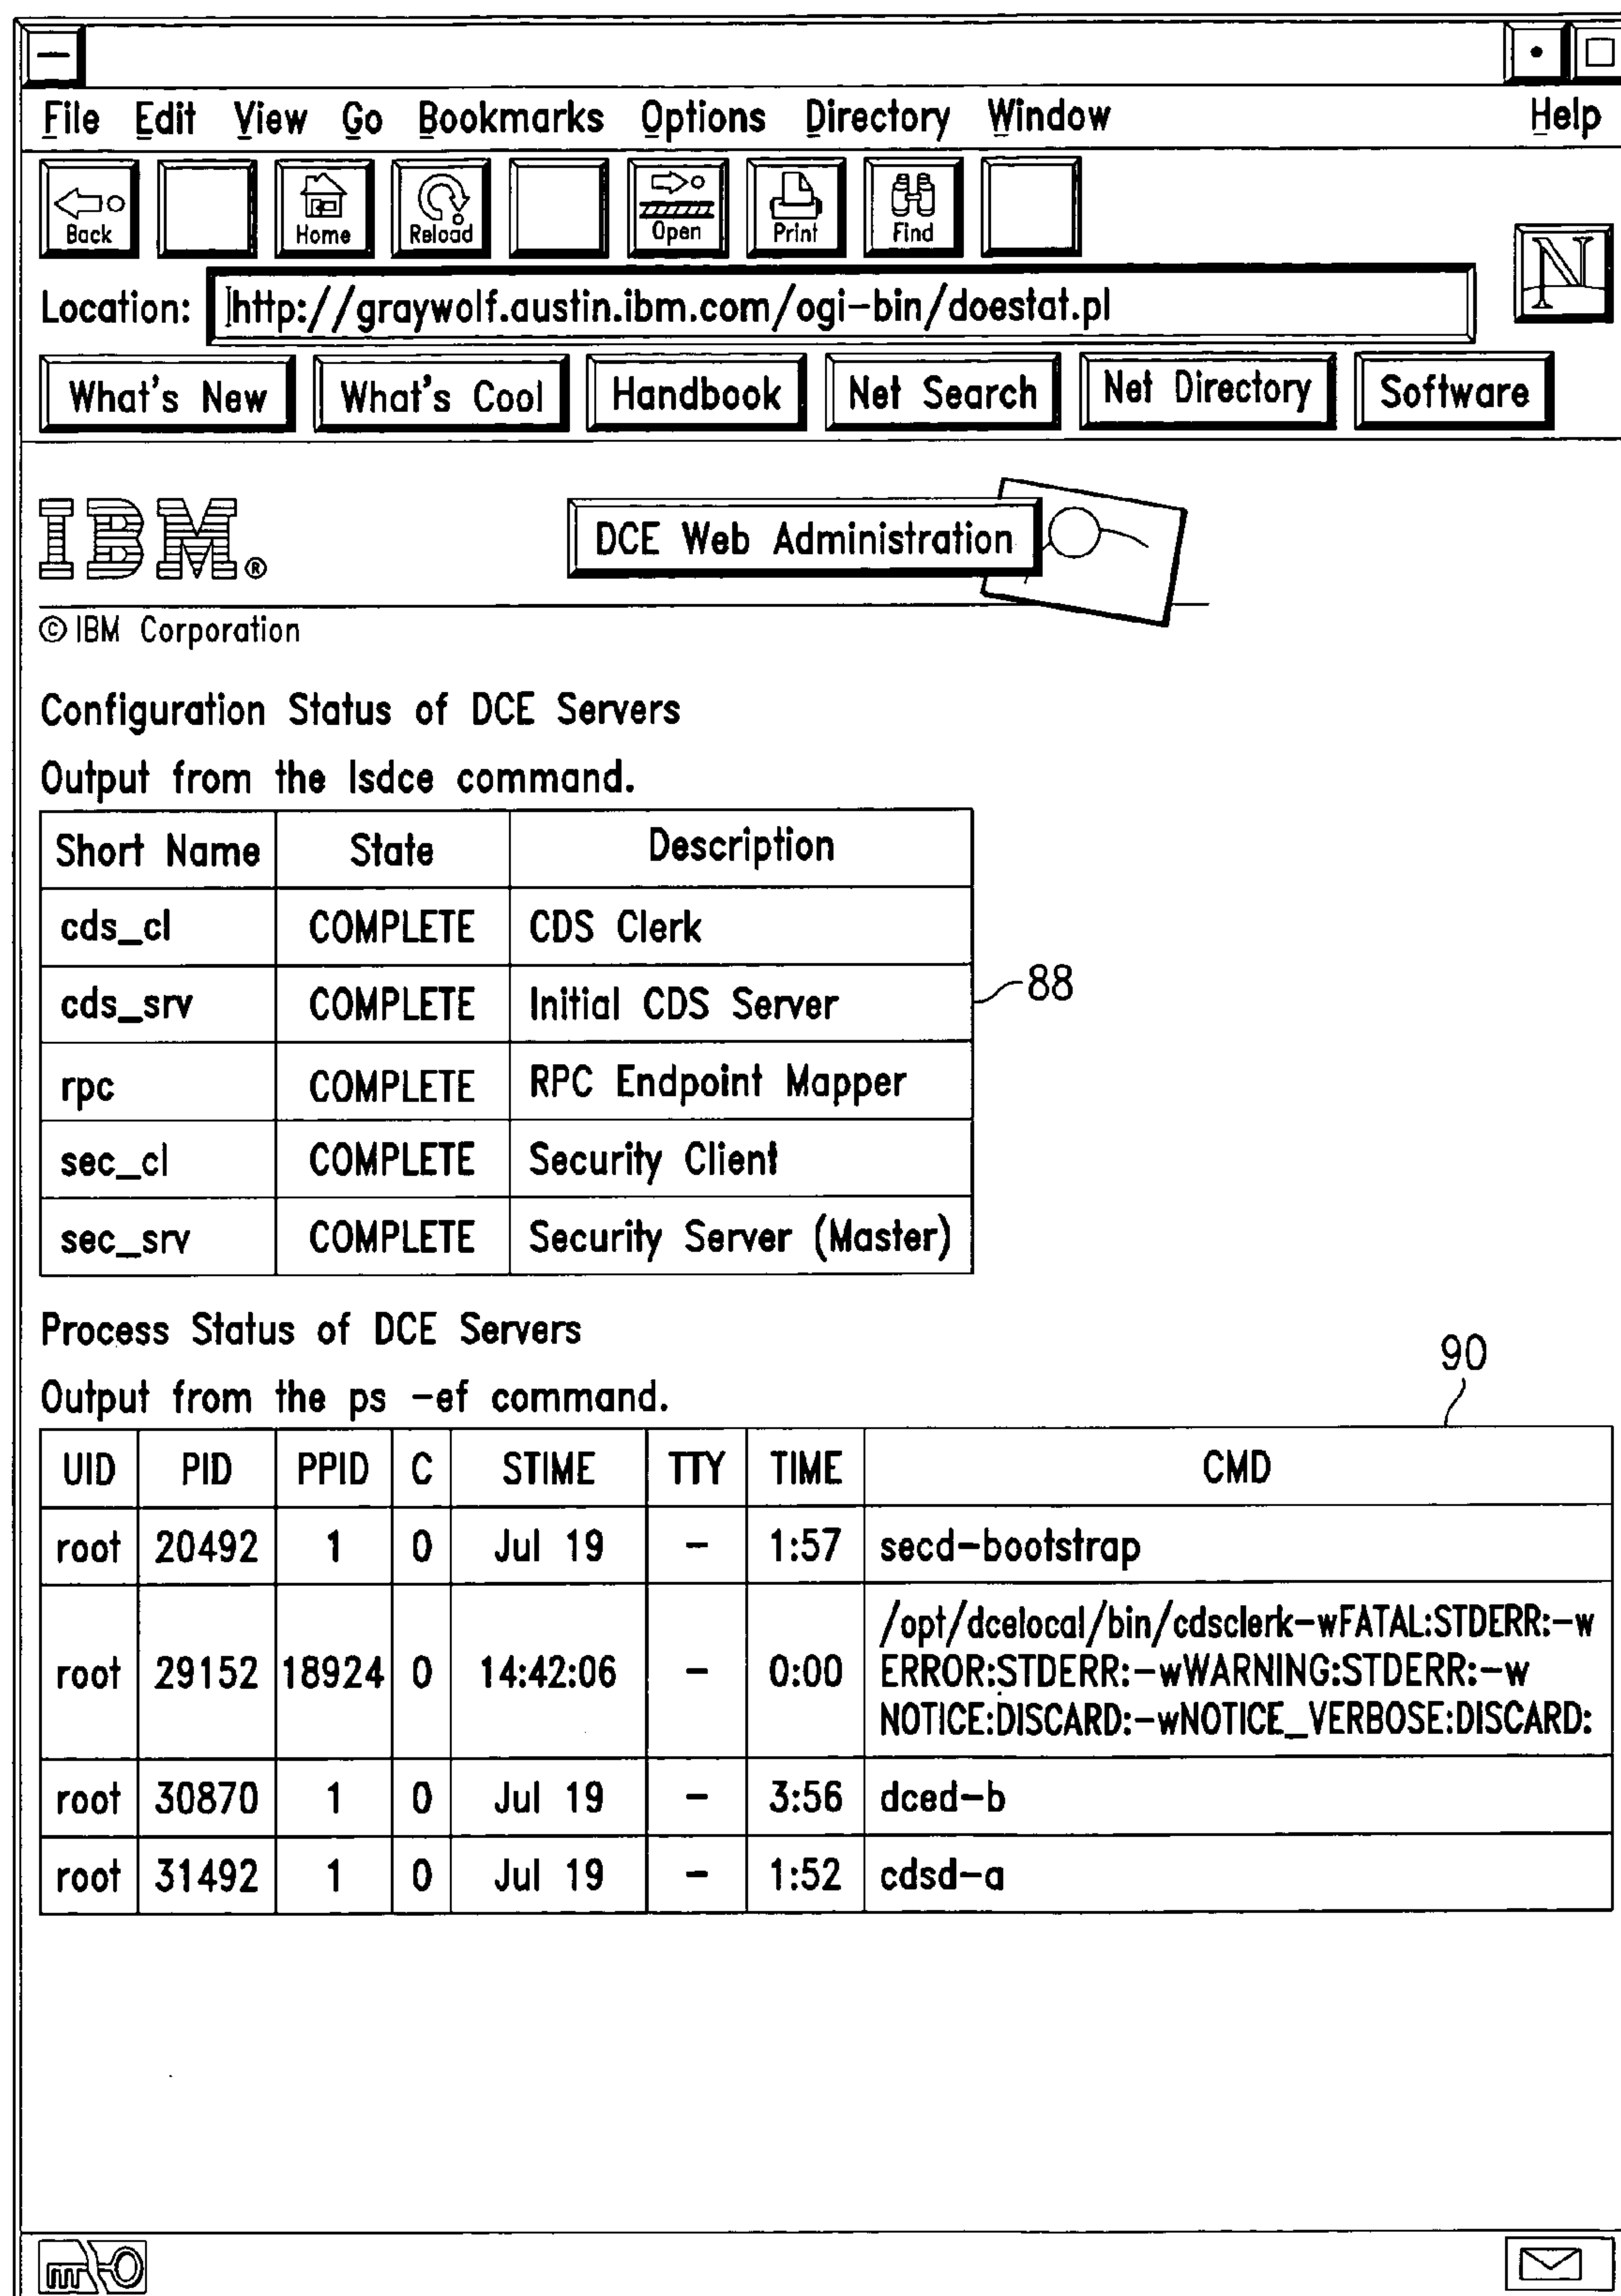 File Edit View Go Bookmarks Options Directory Window Help
Back Home Reload Open Print Find
N
Location: http://graywolf.austin.ibm.com/ogi-bin/doestat.pl
What's New What's Cool Handbook Net Search Net Directory Software
IBM® DCE Web Administration
© IBM Corporation
Configuration Status of DCE Servers
Output from the lsdce command.
Short Name State Description
cds_cl COMPLETE CDS Clerk
cds_srv COMPLETE Initial CDS Server
88
rpc COMPLETE RPC Endpoint Mapper
sec_cl COMPLETE Security Client
sec_srv COMPLETE Security Server (Master)
Process Status of DCE Servers
90
Output from the ps -ef command.
UID PID PPID C STIME TTY TIME CMD
root 20492 1 0 Jul 19 - 1:57 secd-bootstrap
root 29152 18924 0 14:42:06 - 0:00 /opt/dcelocal/bin/cdsclerk-wFATAL:STDERR:-w
ERROR:STDERR:-wWARNING:STDERR:-w
NOTICE:DISCARD:-wNOTICE_VERBOSE:DISCARD:
root 30870 1 0 Jul 19 - 3:56 dced-b
root 31492 1 0 Jul 19 - 1:52 cdsd-a